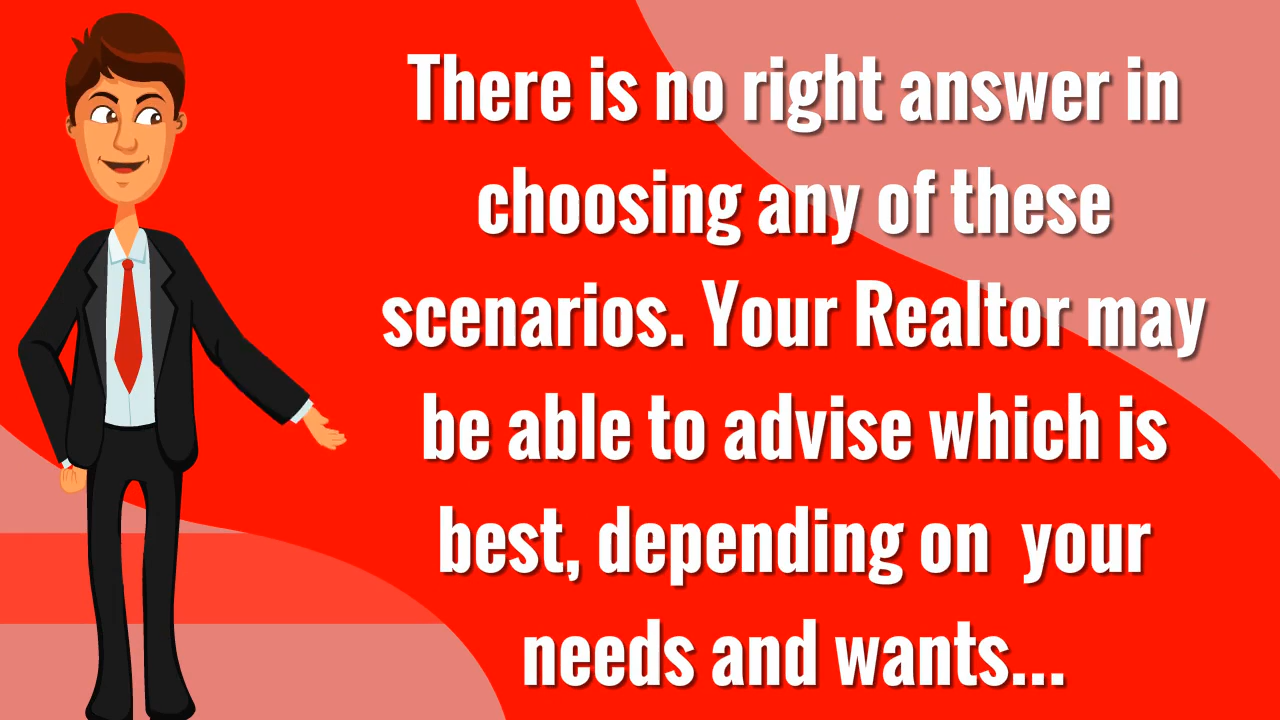 There is no right answer in
choosing any of these
scenarios. Your Realtor may
be able to advise which is
best, depending on  your
needs and wants...